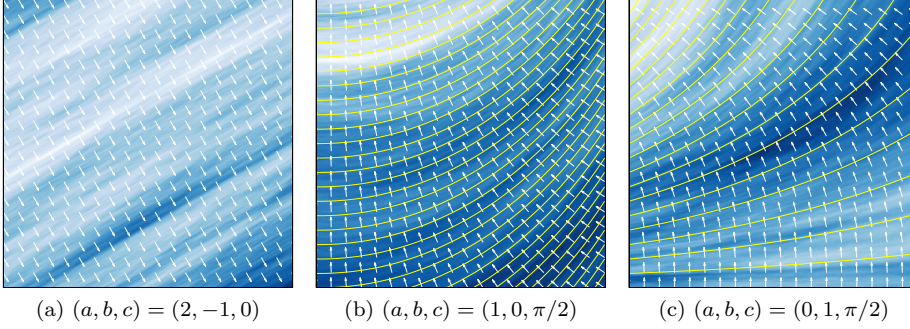 (a) (a, b, c) = (2, −1, 0)
(b) (a, b, c) = (1, 0, π/2)
(c) (a, b, c) = (0, 1, π/2)